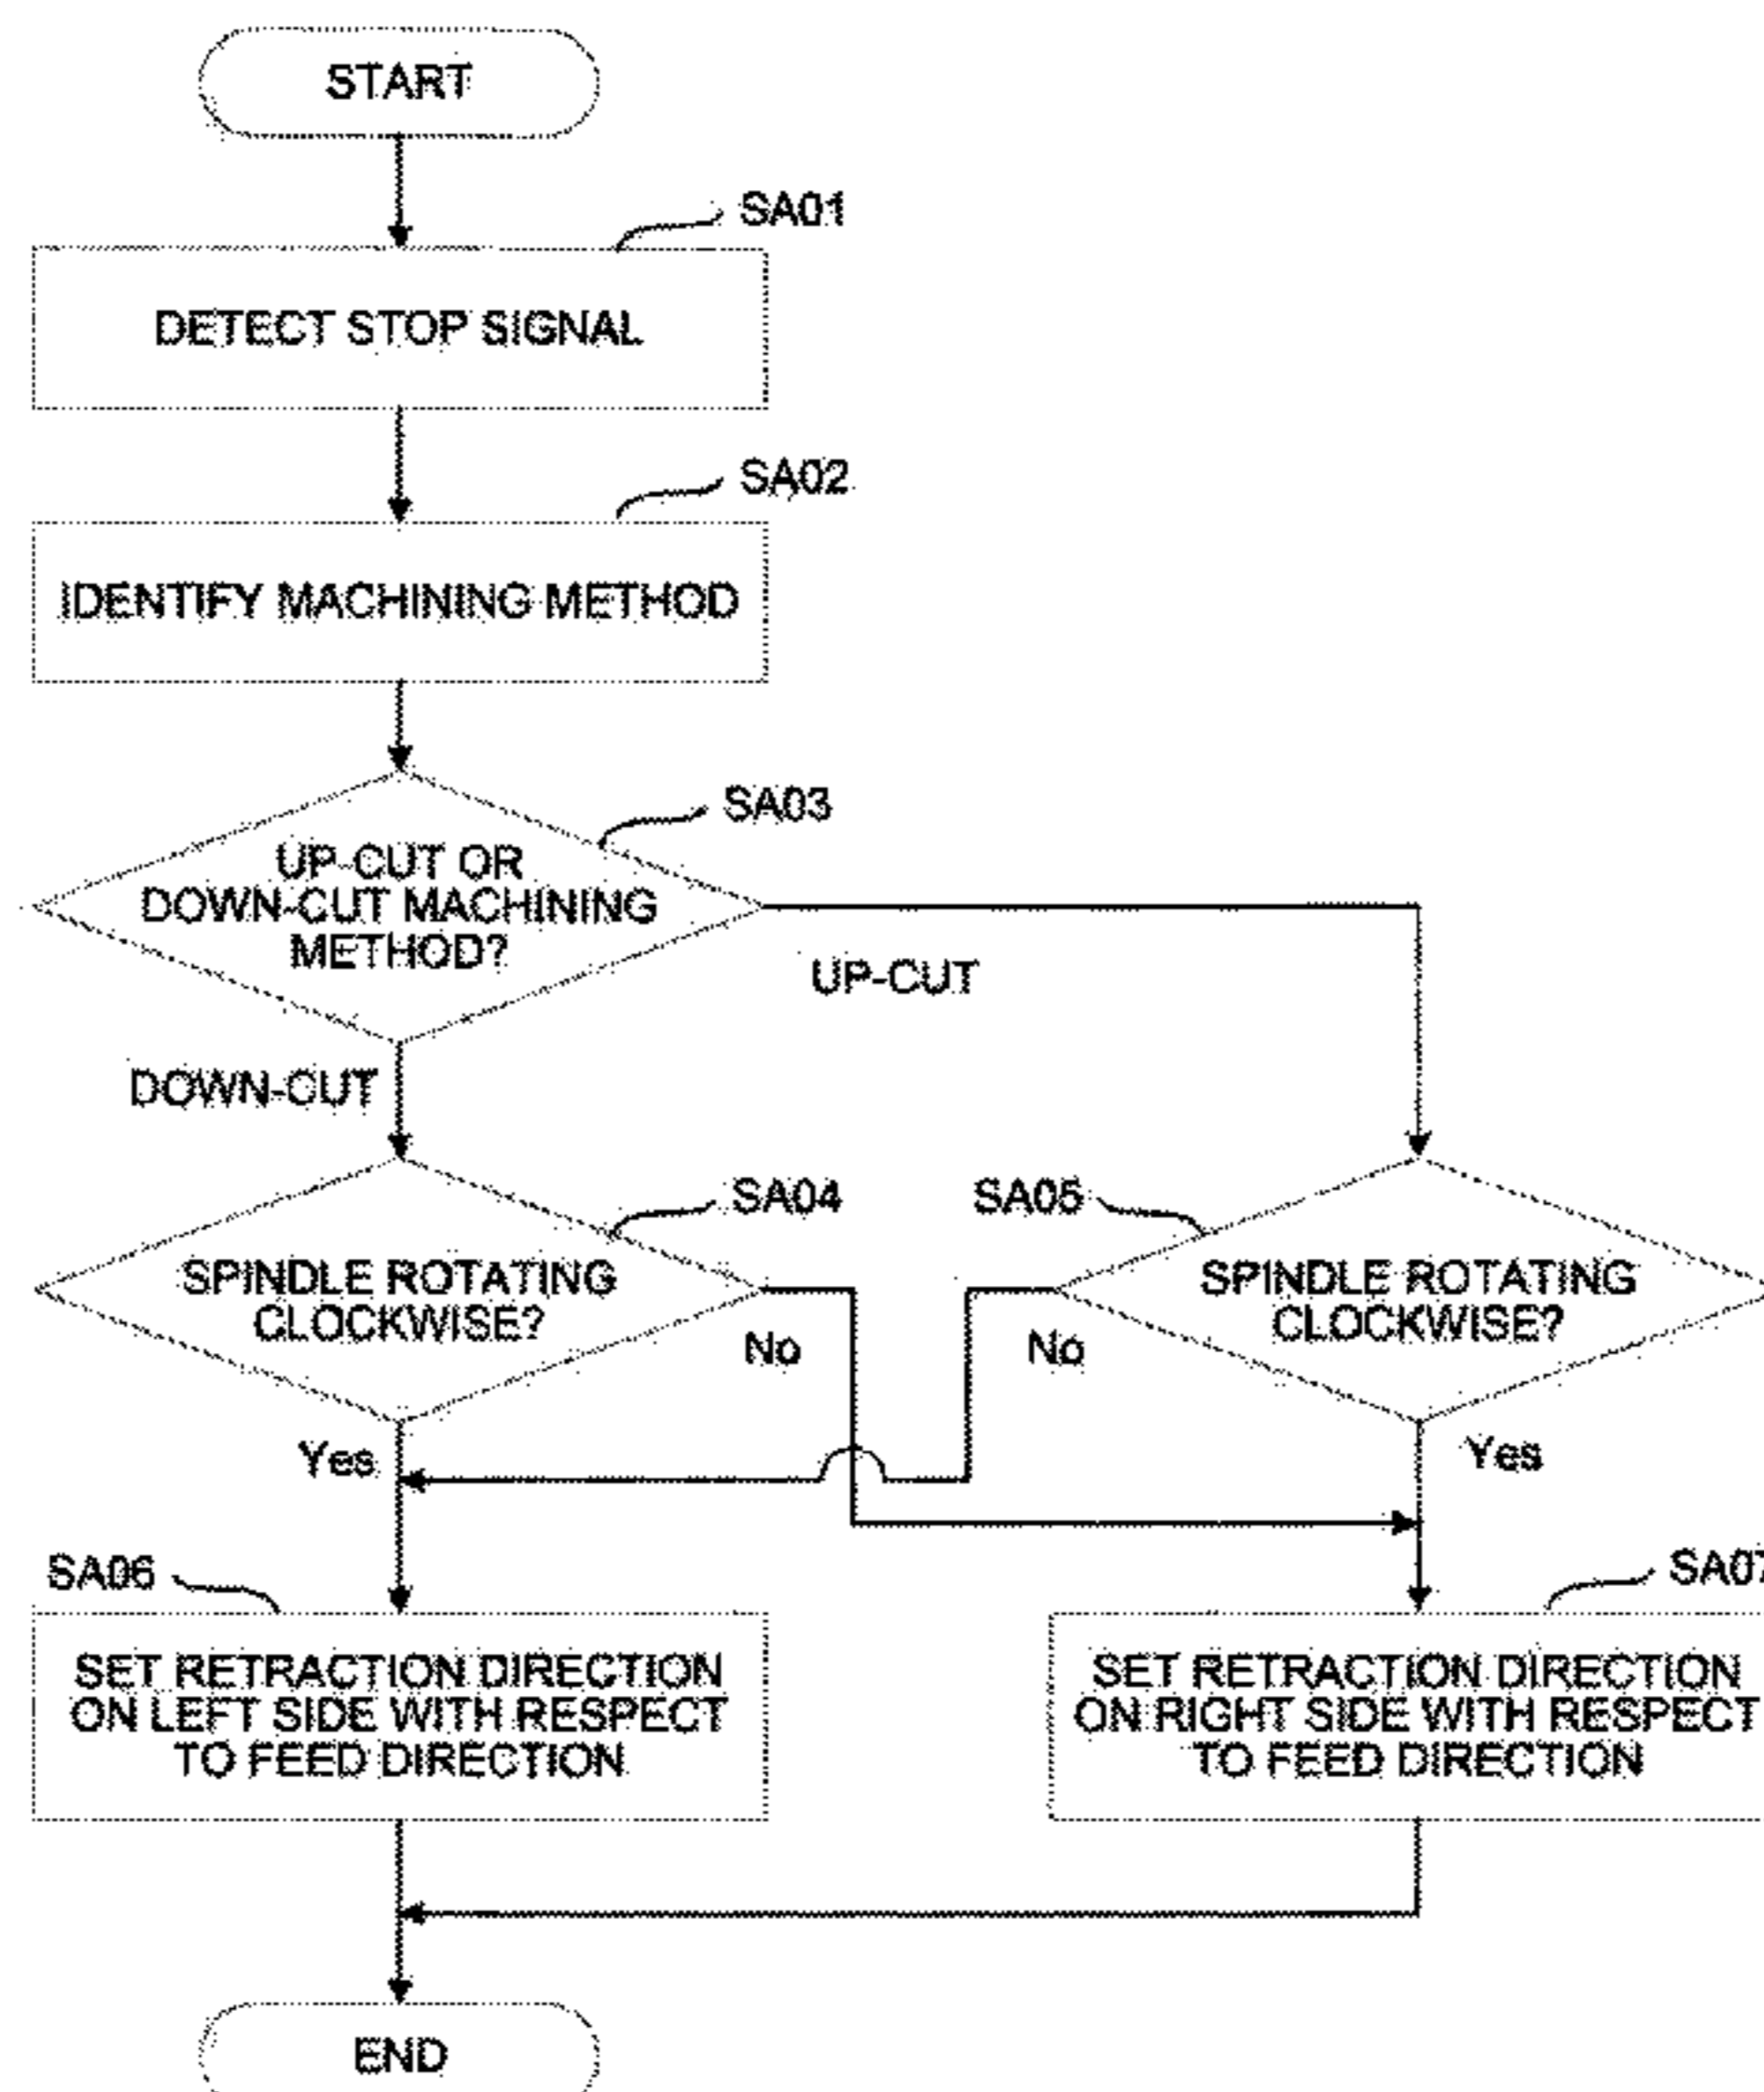 START
SA01
DETECT STOP SIGNAL
SA02
IDENTIFY MACHINING METHOD
SA03
UP-CUT OR
DOWN-CUT MACHINING
METHOD?
UP-CUT
DOWN-CUT
SA04
SA05
SPINDLE ROTATING
CLOCKWISE?
No
SPINDLE ROTATING
CLOCKWISE?
No
Yes
Yes
SA06
SA07
SET RETRACTION DIRECTION
ON LEFT SIDE WITH RESPECT
TO FEED DIRECTION
SET RETRACTION DIRECTION
ON RIGHT SIDE WITH RESPECT
TO FEED DIRECTION
END